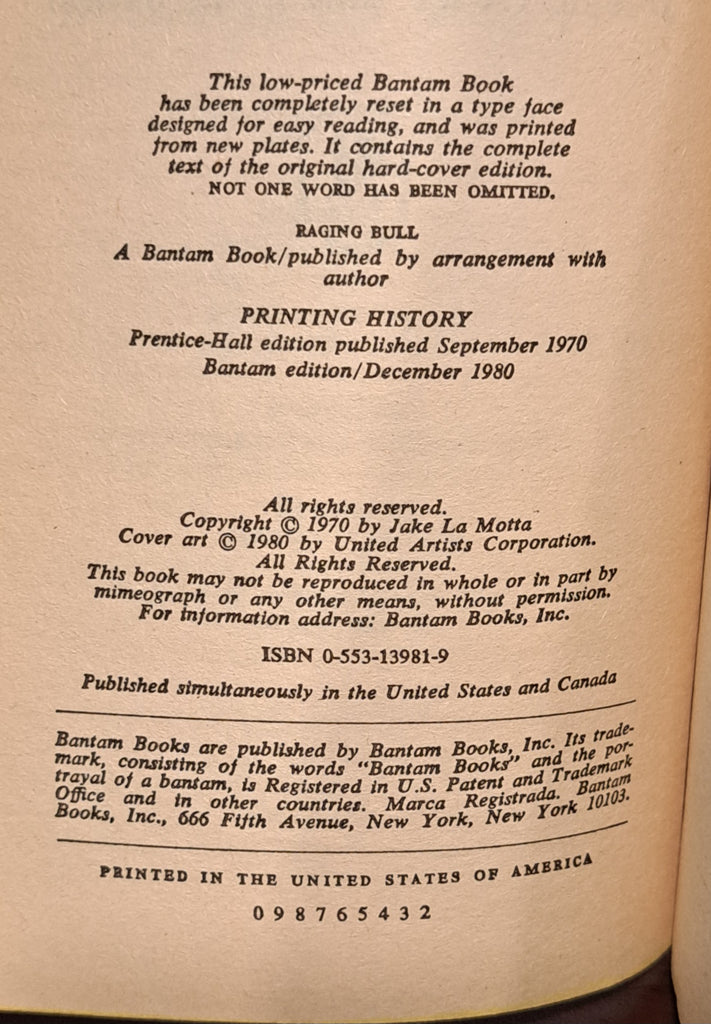 This low-priced Bantam Book
has been completely reset in a type face
designed for easy reading, and was printed
from new plates. It contains the complete
text of the original hard-cover edition.
NOT ONE WORD HAS BEEN OMITTED.
RAGING BULL
A Bantam Book/published by arrangement with
author
PRINTING HISTORY
Prentice-Hall edition published September 1970
Bantam edition/December 1980
All rights reserved.
Copyright © 1970 by Jake La Motta
Cover art © 1980 by United Artists Corporation.
All Rights Reserved.
This book may not be reproduced in whole or in part by
mimeograph or any other means, without permission.
For information address: Bantam Books, Inc.
ISBN 0-553-13981-9
Published simultaneously in the United States and Canada
Bantam Books are published by Bantam Books, Inc. Its trade-
mark, consisting of the words "Bantam Books" and the por-
trayal of a bantam, is Registered in U.S. Patent and Trademark
Office and in other countries. Marca Registrada. Bantam
Books, Inc., 666 Fifth Avenue, New York, New York 10103.
PRINTED IN THE UNITED STATES OF AMERICA
0 9 8 7 6 5 4 3 2